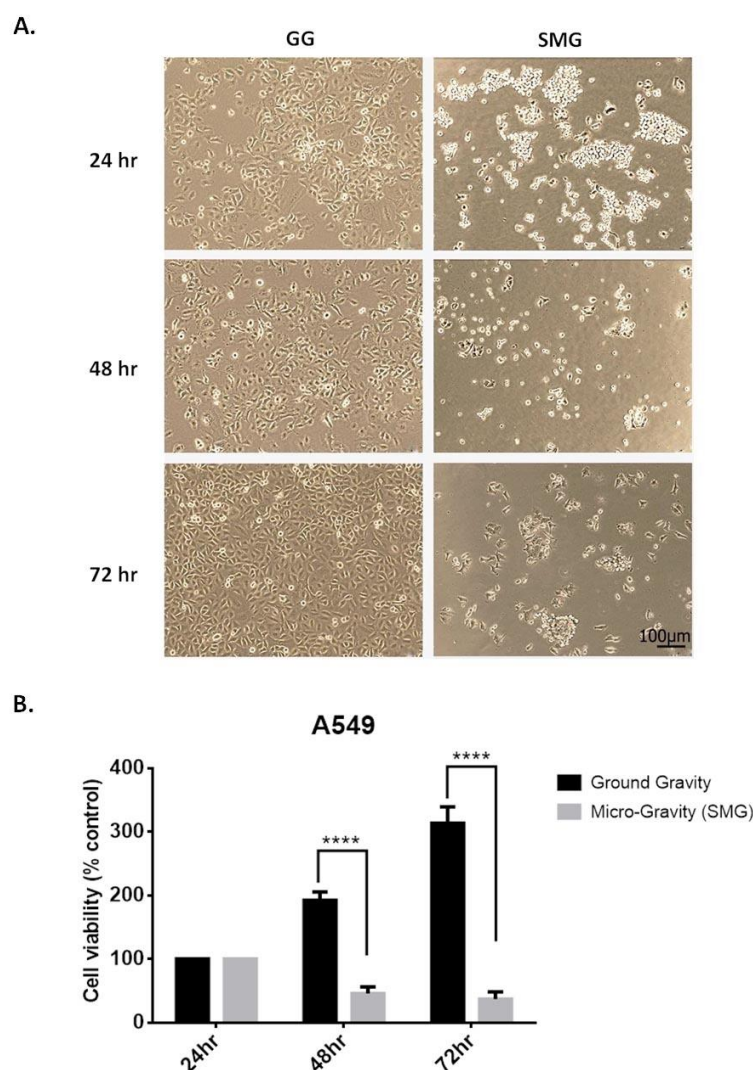 A.
GG SMG
24 hr
48 hr
72 hr
100µm
B.
A549
400
300
200
100
0
Cell viability (% control)
****
****
Ground Gravity
Micro-Gravity (SMG)
24hr 48hr 72hr